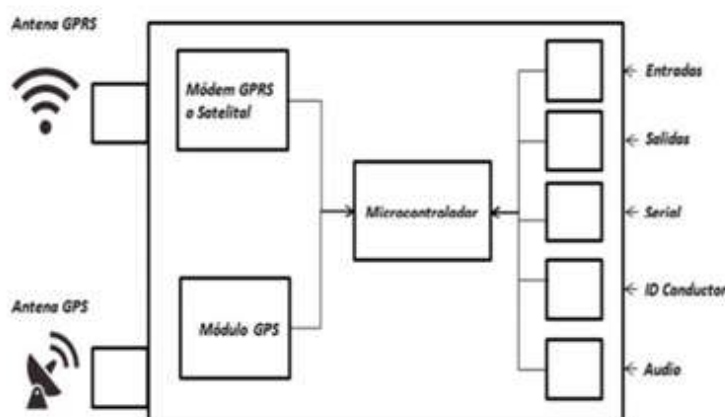 Antena GPRS
Módem GPRS
o Satelital
Entradas
Salidas
Microcontrolador
Serial
ID Conductor
Antena GPS
Módulo GPS
Audio